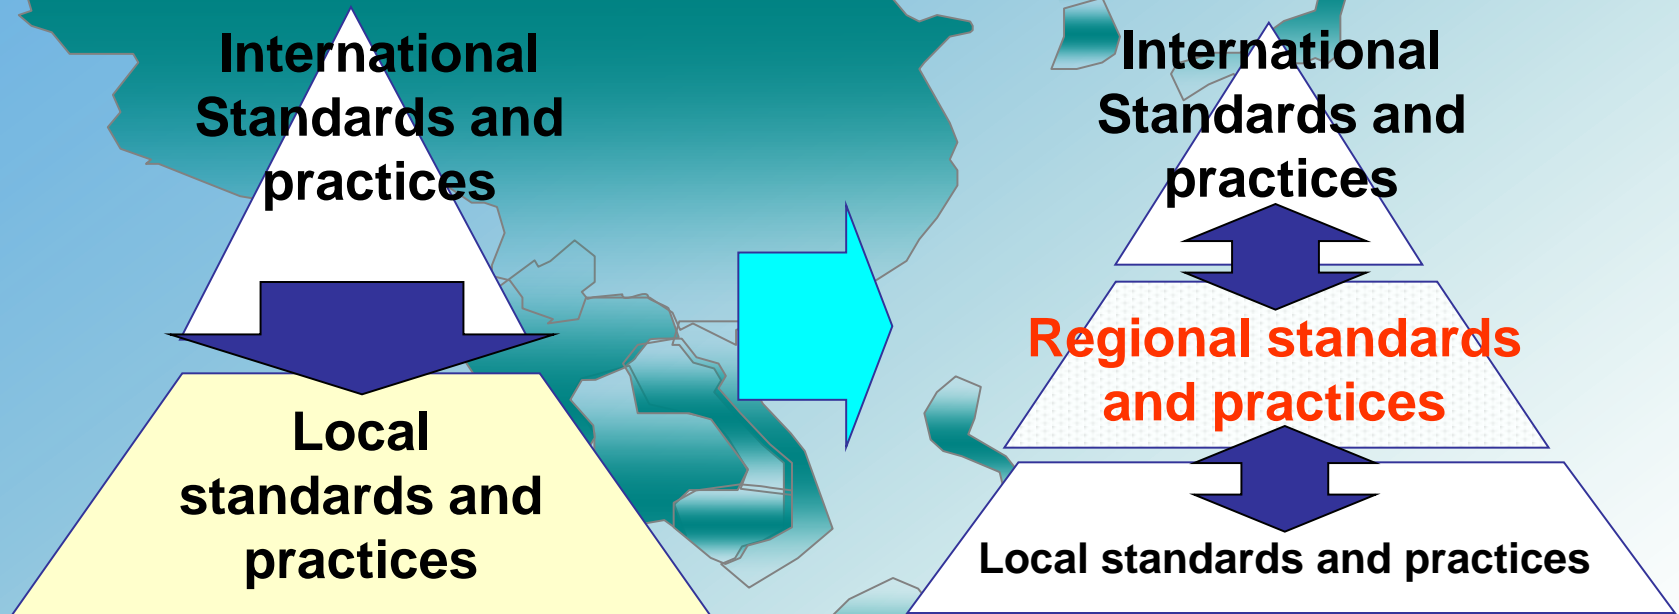 International
Standards and
practices
Local
standards and
practices
International
Standards and
practices
Regional standards
and practices
Local standards and practices